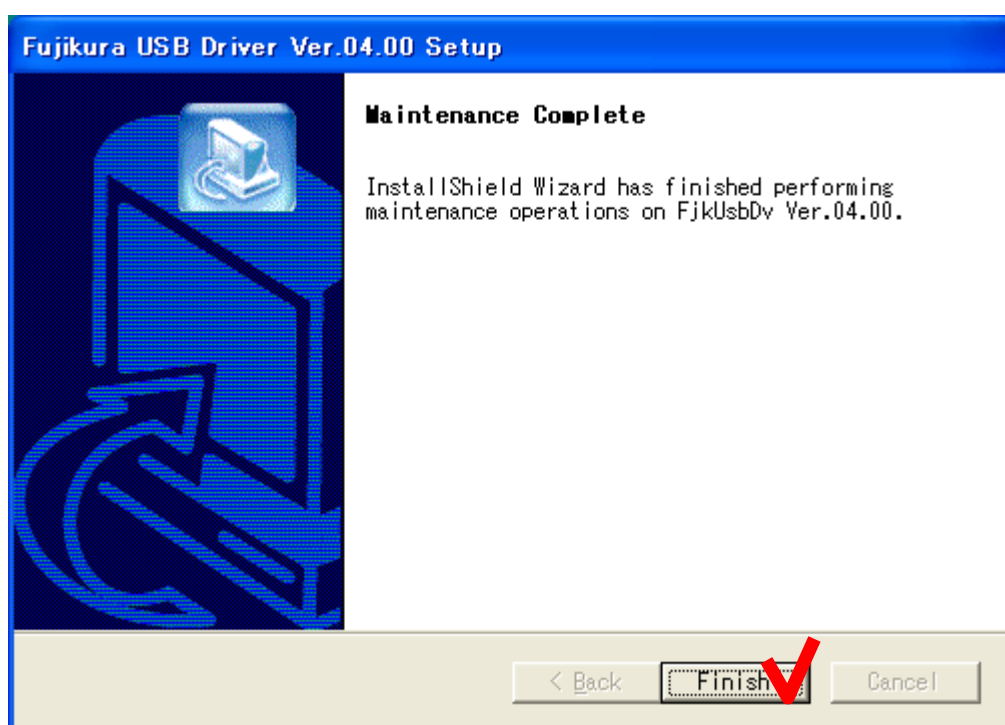 Fujikura USB Driver Ver.04.00 Setup
Maintenance Complete
InstallShield Wizard has finished performing
maintenance operations on FjkUsbDv Ver.04.00.
< Back
Finish
Cancel